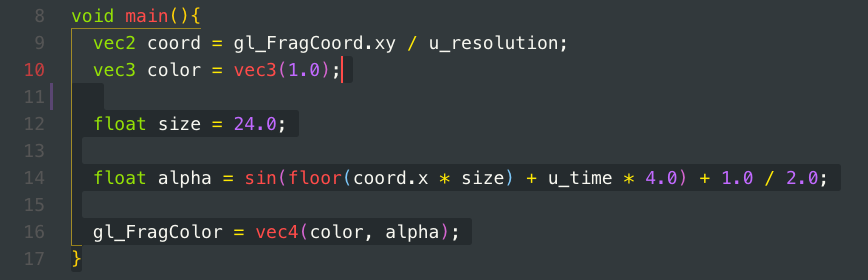 8 void main(){
9 vec2 coord = gl_FragCoord.xy / u_resolution;
10 vec3 color = vec3(1.0);
11
12 float size = 24.0;
13
14 float alpha = sin(floor(coord.x * size) + u_time * 4.0) + 1.0 / 2.0;
15
16 gl_FragColor = vec4(color, alpha);
17 }